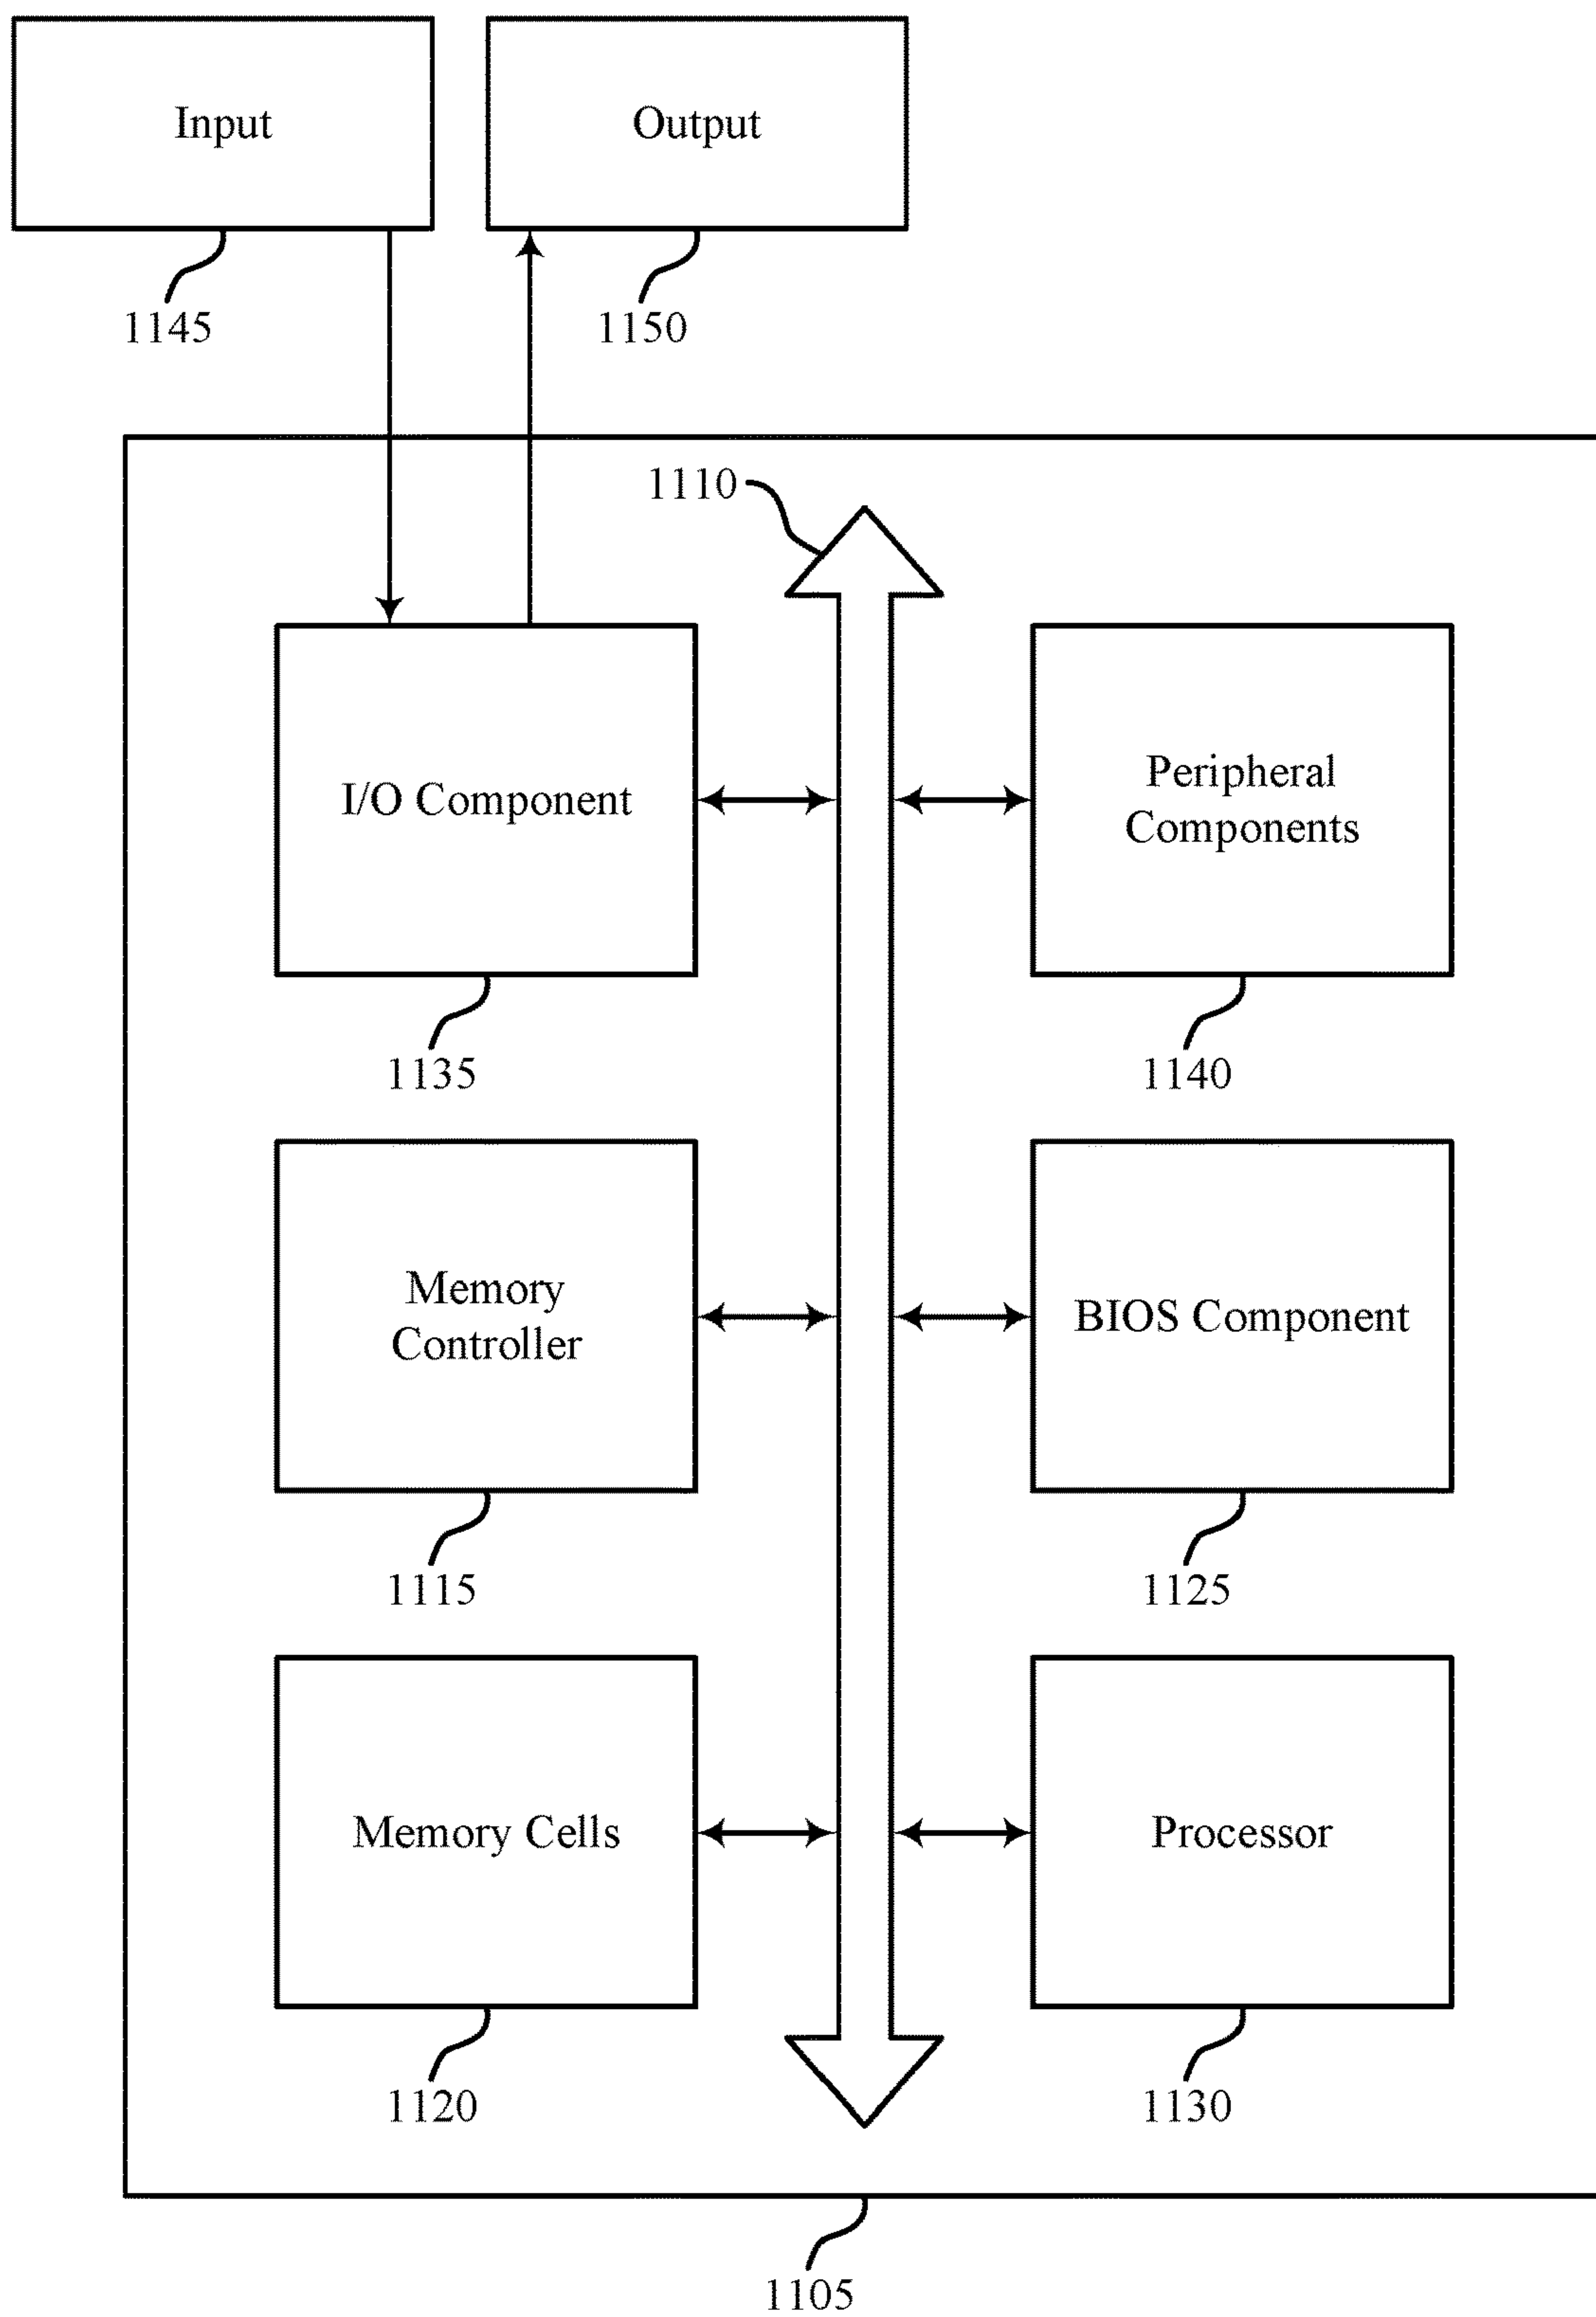 Input
Output
1145
1150
1110
I/O Component
Peripheral
Components
1135
1140
Memory
Controller
BIOS Component
1115
1125
Memory Cells
Processor
1120
1130
1105